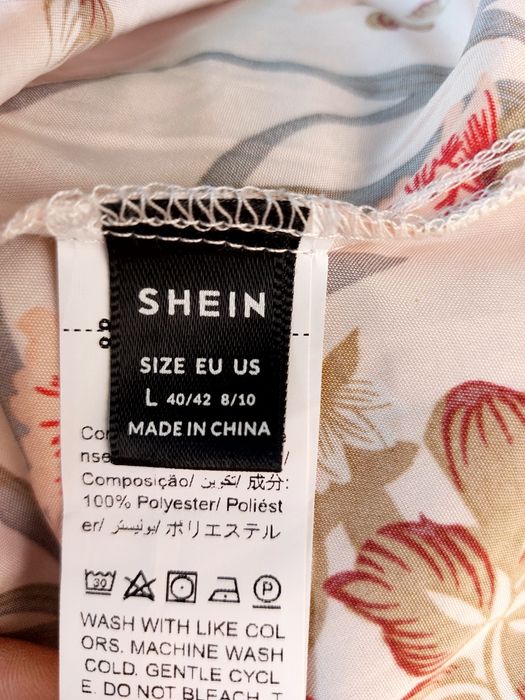 SHEIN
SIZE EU US
L 40/42 8/10
MADE IN CHINA
Composição/ تكوين/ 成分:
100% Polyester/ Poliést
er/ بوليستر/ ポリエステル
30
P
WASH WITH LIKE COL
ORS. MACHINE WASH
COLD. GENTLE CYCL
E. DO NOT BLEACH. T